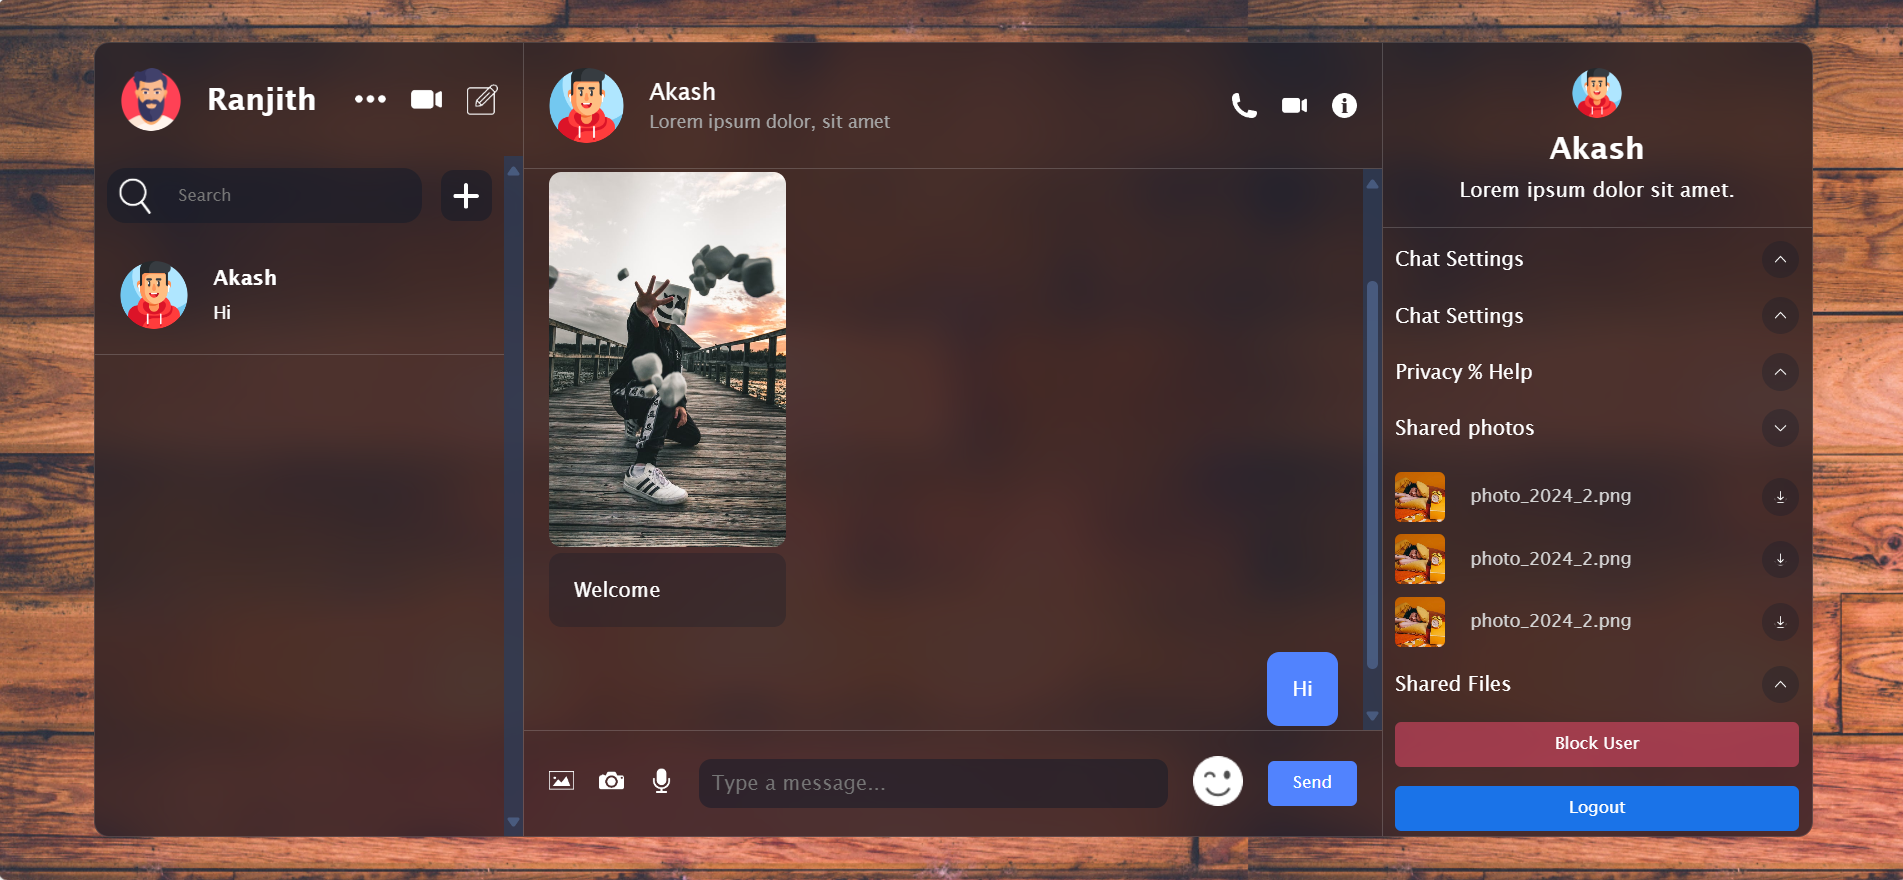 Ranjith
Search
Akash
Hi
Akash
Lorem ipsum dolor, sit amet
Welcome
Hi
Type a message...
Send
Akash
Lorem ipsum dolor sit amet.
Chat Settings
Chat Settings
Privacy % Help
Shared photos
photo_2024_2.png
photo_2024_2.png
photo_2024_2.png
Shared Files
Block User
Logout